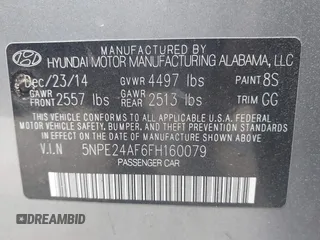 MANUFACTURED BY
HYUNDAI MOTOR MANUFACTURING ALABAMA, LLC
Dec/23/14 GVWR 4497 lbs PAINT 8S
GAWR FRONT 2557 lbs GAWR REAR 2513 lbs TRIM GG
THIS VEHICLE CONFORMS TO ALL APPLICABLE
U.S. FEDERAL MOTOR VEHICLE SAFETY, BUMPER, AND
THEFT PREVENTION STANDARDS IN EFFECT ON THE
DATE OF MANUFACTURE SHOWN ABOVE.
V.I.N 5NPE24AF6FH160079
PASSENGER CAR
DREAMBID